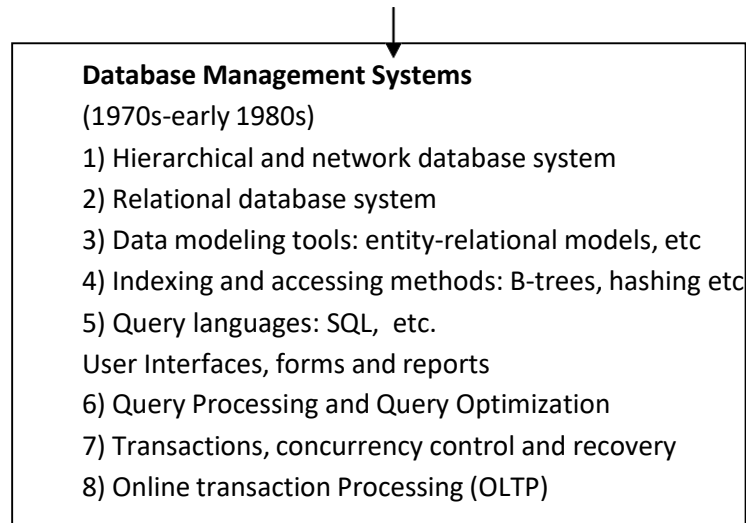 Database Management Systems
(1970s-early 1980s)
1) Hierarchical and network database system
2) Relational database system
3) Data modeling tools: entity-relational models, etc
4) Indexing and accessing methods: B-trees, hashing etc
5) Query languages: SQL,  etc.
User Interfaces, forms and reports
6) Query Processing and Query Optimization
7) Transactions, concurrency control and recovery
8) Online transaction Processing (OLTP)